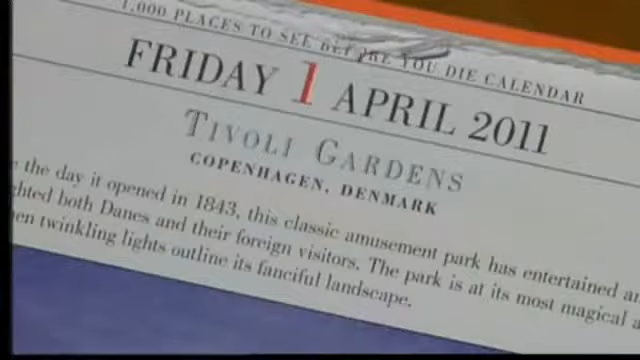 1,000 PLACES TO SEE BEFORE YOU DIE CALENDAR
FRIDAY 1 APRIL 2011
TIVOLI GARDENS
COPENHAGEN, DENMARK
the day it opened in 1843, this classic amusement park has entertained
both Danes and their foreign visitors. The park is at its most magical
twinkling lights outline its fanciful landscape.